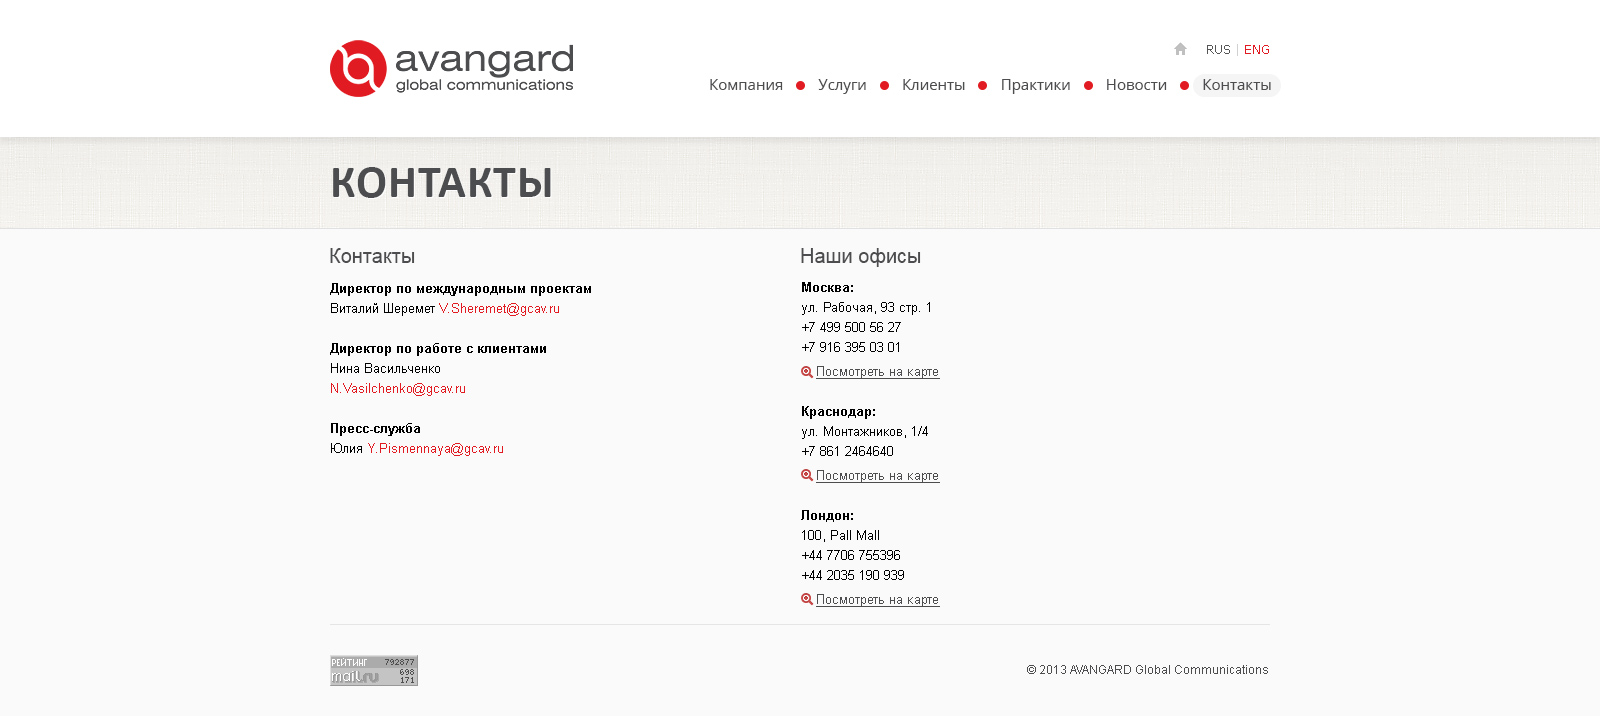 avangard
global communications
RUS | ENG
Компания Услуги Клиенты Практики Новости Контакты
КОНТАКТЫ
Контакты
Директор по международным проектам
Виталий Шеремет V.Sheremet@gcav.ru
Директор по работе с клиентами
Нина Васильченко
N.Vasilchenko@gcav.ru
Пресс-служба
Юлия Y.Pismennaya@gcav.ru
Наши офисы
Москва:
ул. Рабочая, 93 стр. 1
+7 499 500 56 27
+7 916 395 03 01
Посмотреть на карте
Краснодар:
ул. Монтажников, 1/4
+7 861 2464640
Посмотреть на карте
Лондон:
100, Pall Mall
+44 7706 755396
+44 2035 190 939
Посмотреть на карте
РЕЙТИНГ 792877
mail.ru 698
171
© 2013 AVANGARD Global Communications